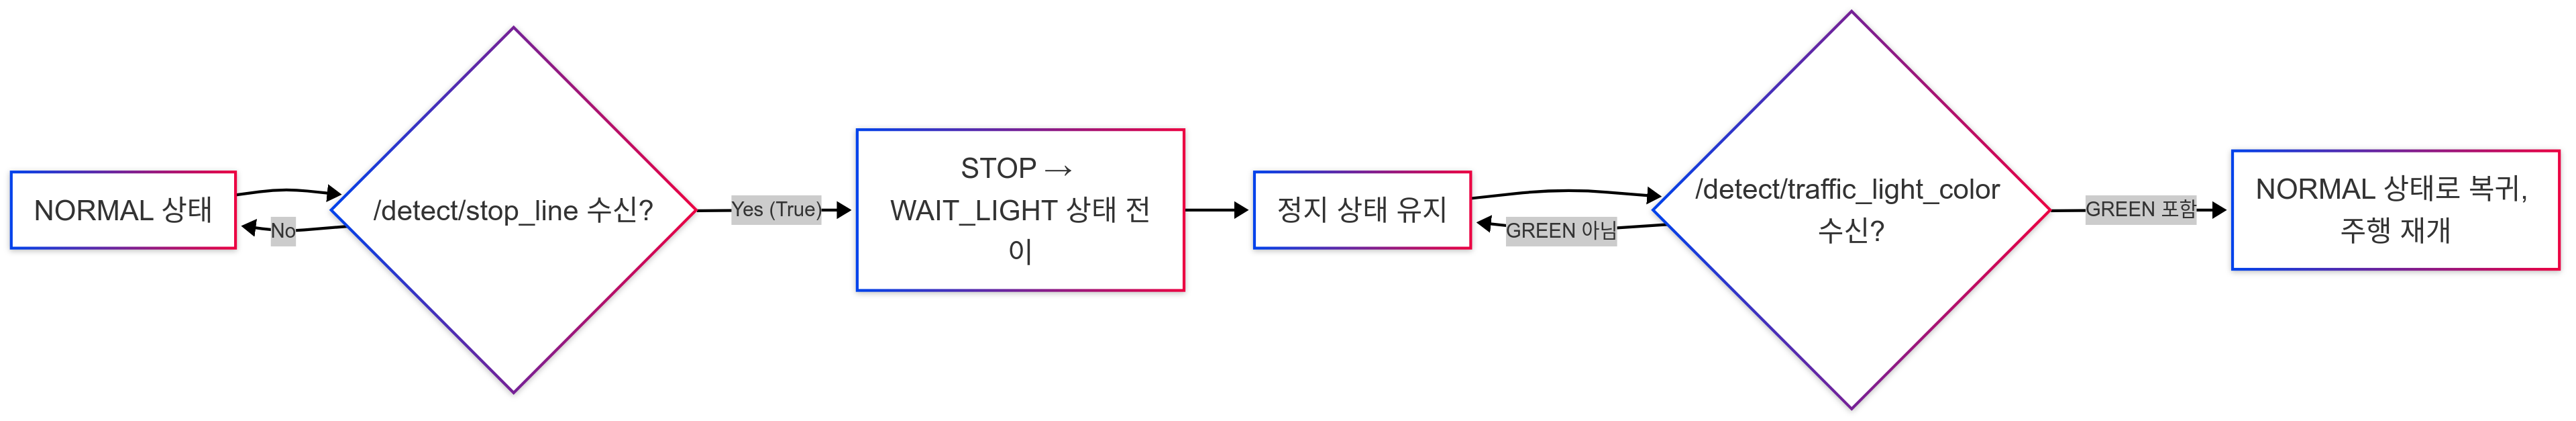 NORMAL 상태
No
/detect/stop_line 수신?
Yes (True)
STOP →
WAIT_LIGHT 상태 전
이
정지 상태 유지
GREEN 아님
/detect/traffic_light_color
수신?
GREEN 포함
NORMAL 상태로 복귀,
주행 재개